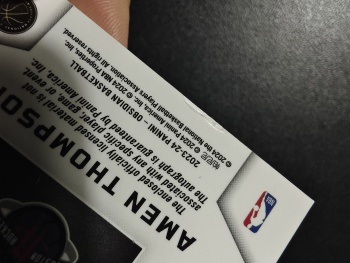 AMEN THOMPSON
The enclosed officially licensed material is not
associated with any specific player, game or event.
The autograph is guaranteed by Panini America, Inc.
2023-24 PANINI – OBSIDIAN BASKETBALL
© 2024 Panini America, Inc. © 2024 NBA Properties, Inc.
© 2024 the National Basketball Players Association. All rights reserved.
NBA